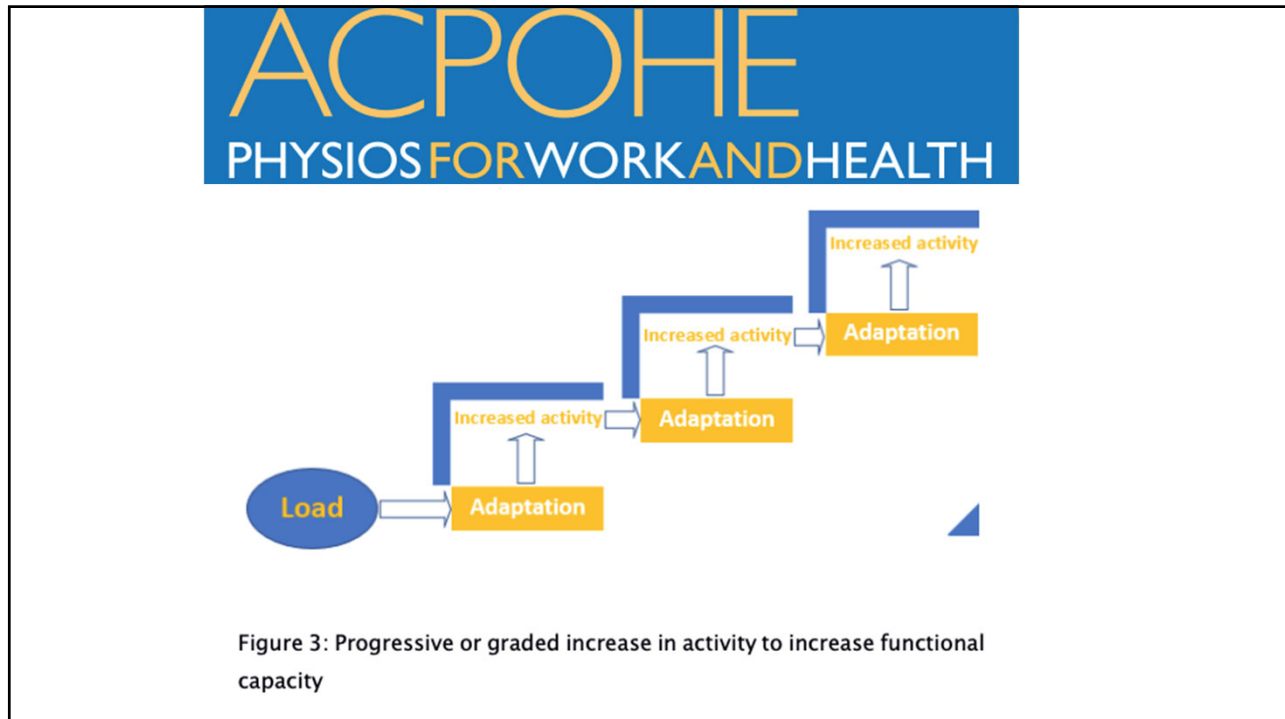 ACPOHE
PHYSIOSFORWORKANDHEALTH
Increased activity
Increased activity
Adaptation
Increased activity
Adaptation
Load
Adaptation
Figure 3: Progressive or graded increase in activity to increase functional
capacity